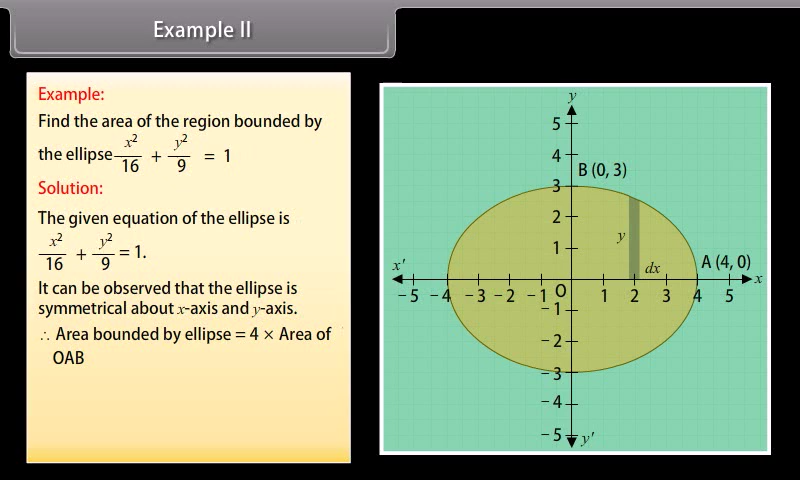 Example II
Example:
Find the area of the region bounded by
the ellipse x²/16 + y²/9 = 1
Solution:
The given equation of the ellipse is
x²/16 + y²/9 = 1.
It can be observed that the ellipse is
symmetrical about x-axis and y-axis.
∴ Area bounded by ellipse = 4 × Area of
OAB
y
5
4
B (0, 3)
3
2
y
1
x′
dx
A (4, 0)
x
O
−5 −4 −3 −2 −1 1 2 3 4 5
−1
−2
−3
−4
−5
y′